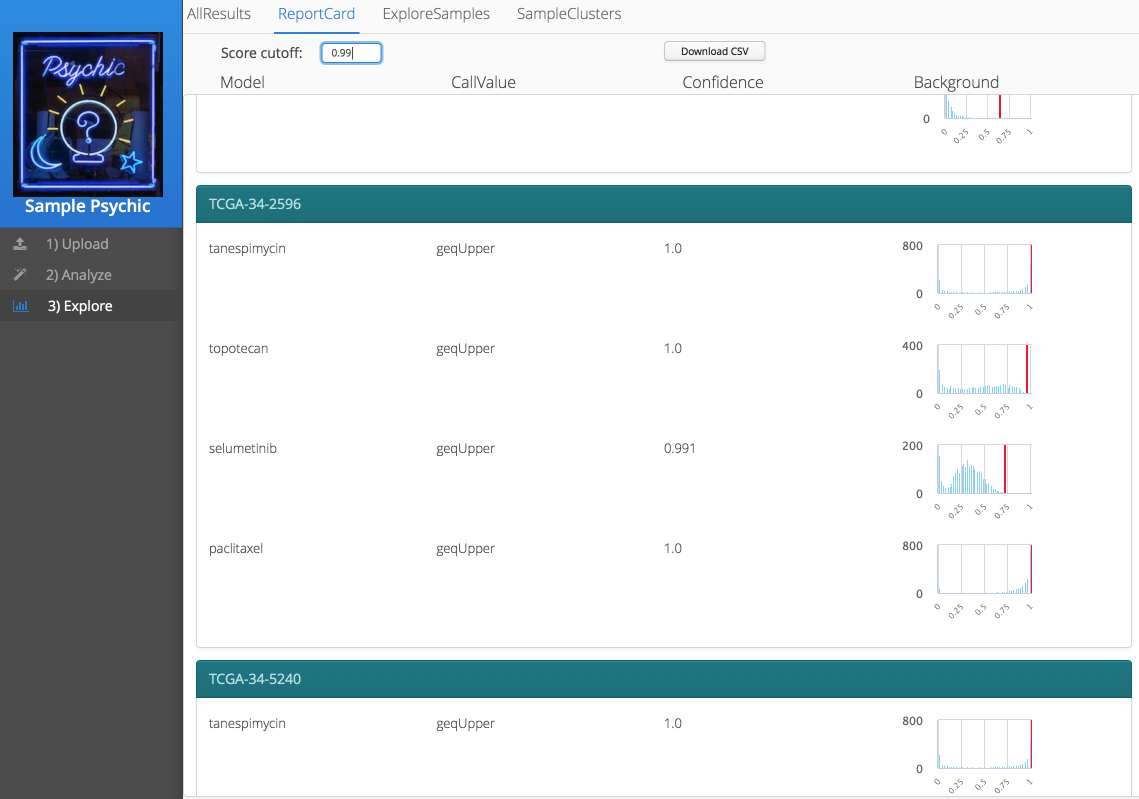 AllResults ReportCard ExploreSamples SampleClusters
Score cutoff: 0.99 Download CSV
Model CallValue Confidence Background
Psychic
?
Sample Psychic
1) Upload
2) Analyze
3) Explore
0
0 0.25 0.5 0.75 1
TCGA-34-2596
tanespimycin geqUpper 1.0 800
0
0 0.25 0.5 0.75 1
topotecan geqUpper 1.0 400
0
0 0.25 0.5 0.75 1
selumetinib geqUpper 0.991 200
0
0 0.25 0.5 0.75 1
paclitaxel geqUpper 1.0 800
0
0 0.25 0.5 0.75 1
TCGA-34-5240
tanespimycin geqUpper 1.0 800
0
0 0.25 0.5 0.75 1